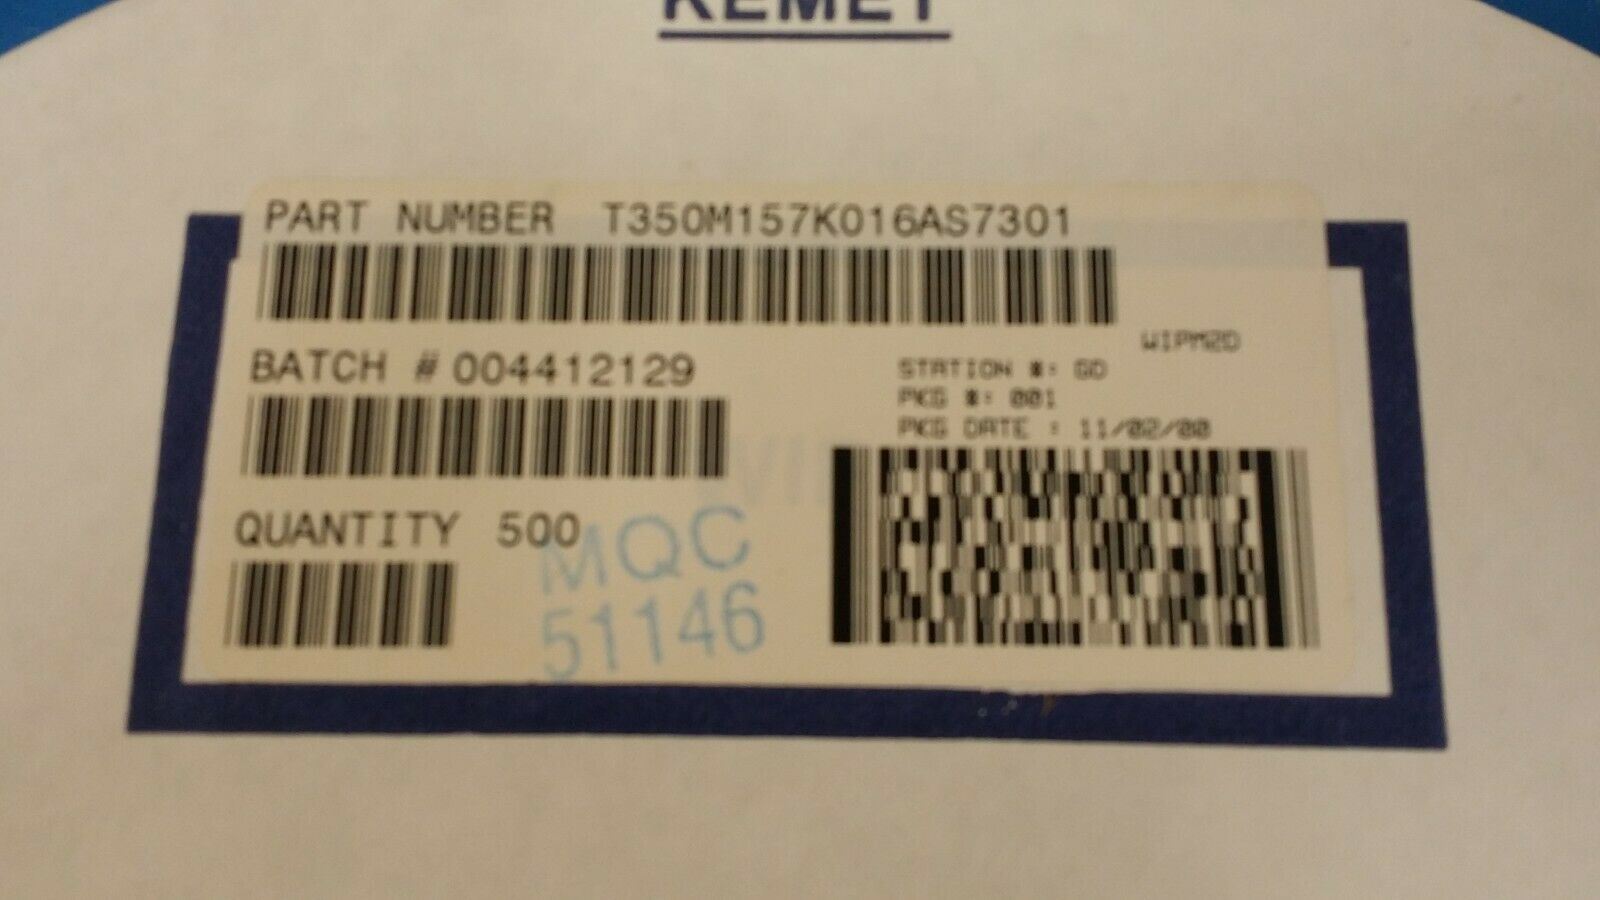 KEMET
PART NUMBER T350M157K016AS7301
WIPM2D
BATCH # 004412129
STATION #: GD
PKG #: 001
PKG DATE : 11/02/00
QUANTITY 500
MQC
51146